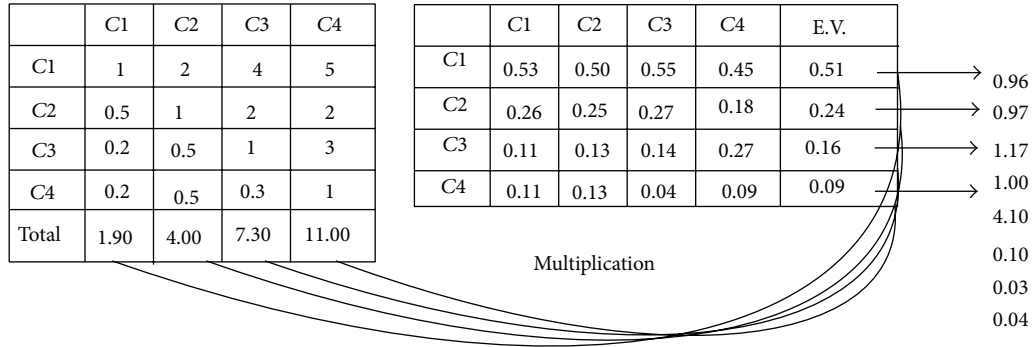 C1 C2 C3 C4
C1 1 2 4 5
C2 0.5 1 2 2
C3 0.2 0.5 1 3
C4 0.2 0.5 0.3 1
Total 1.90 4.00 7.30 11.00
C1 C2 C3 C4 E.V.
C1 0.53 0.50 0.55 0.45 0.51
C2 0.26 0.25 0.27 0.18 0.24
C3 0.11 0.13 0.14 0.27 0.16
C4 0.11 0.13 0.04 0.09 0.09
Multiplication
0.96
0.97
1.17
1.00
4.10
0.10
0.03
0.04